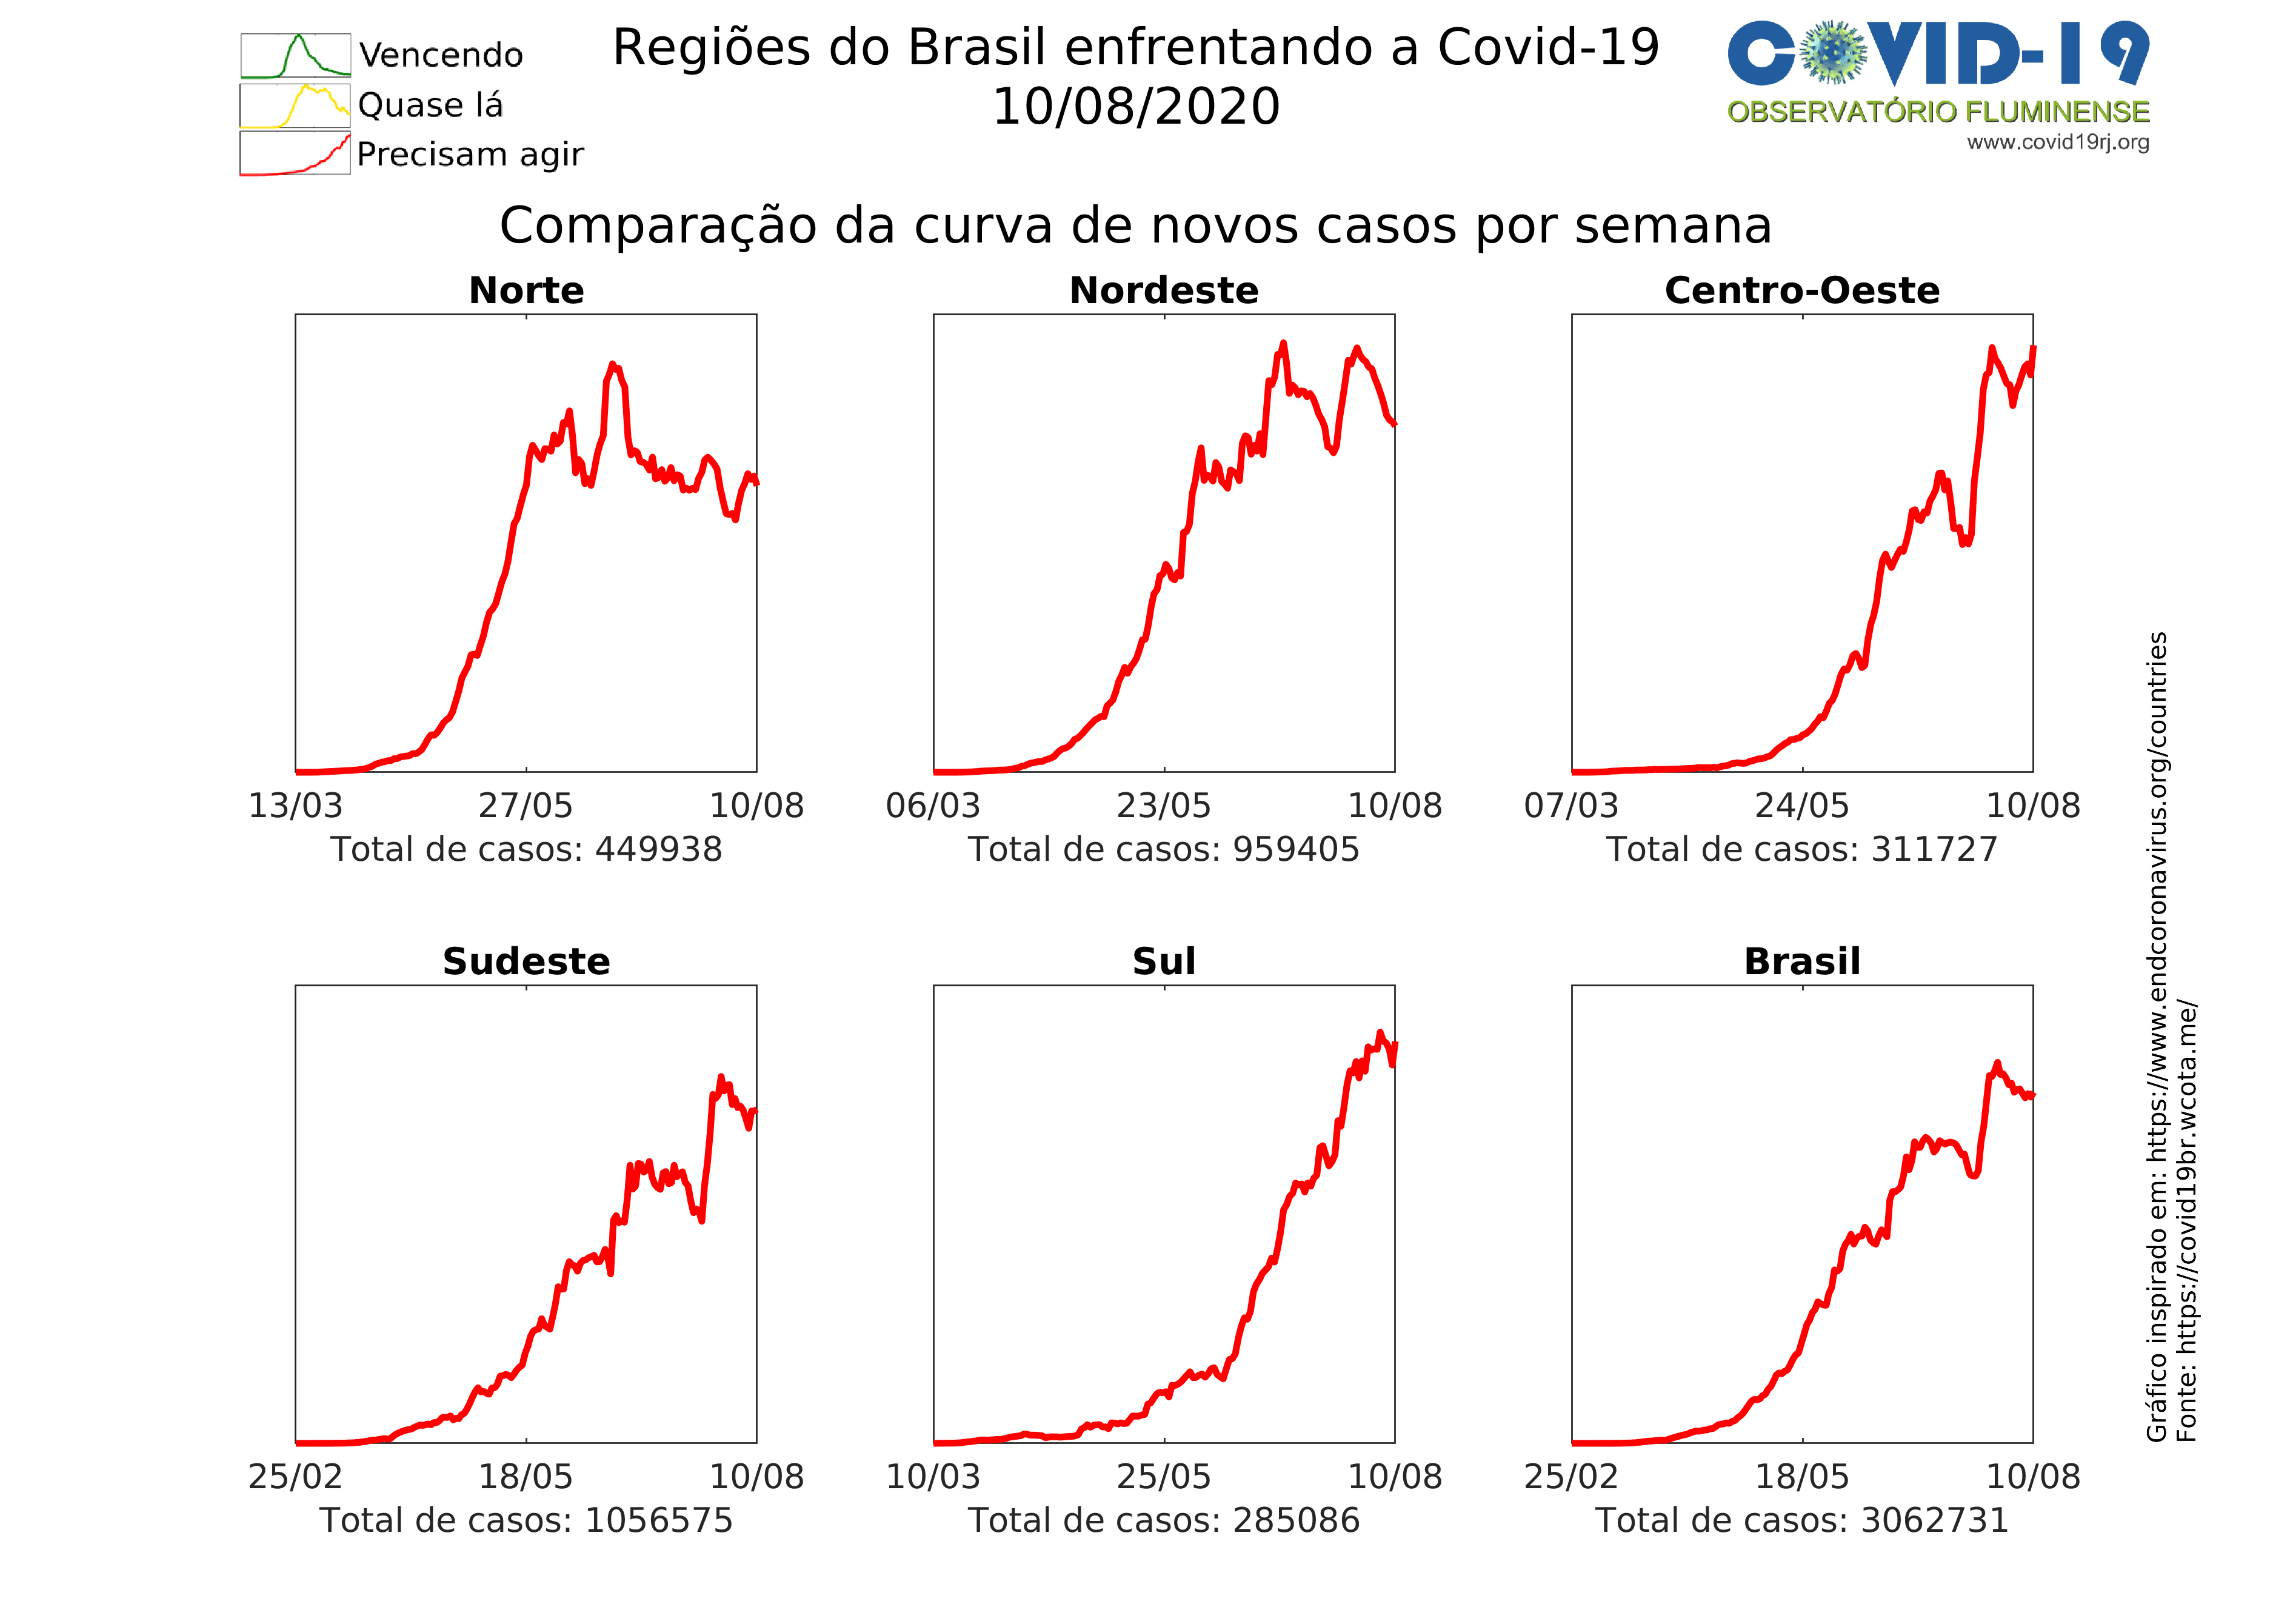 Vencendo
Quase lá
Precisam agir
Regiões do Brasil enfrentando a Covid-19
10/08/2020
COVID-19
OBSERVATÓRIO FLUMINENSE
www.covid19rj.org
Comparação da curva de novos casos por semana
Norte
13/03 27/05 10/08
Total de casos: 449938
Nordeste
06/03 23/05 10/08
Total de casos: 959405
Centro-Oeste
07/03 24/05 10/08
Total de casos: 311727
Sudeste
25/02 18/05 10/08
Total de casos: 1056575
Sul
10/03 25/05 10/08
Total de casos: 285086
Brasil
25/02 18/05 10/08
Total de casos: 3062731
Gráfico inspirado em: https://www.endcoronavirus.org/countries
Fonte: https://covid19br.wcota.me/